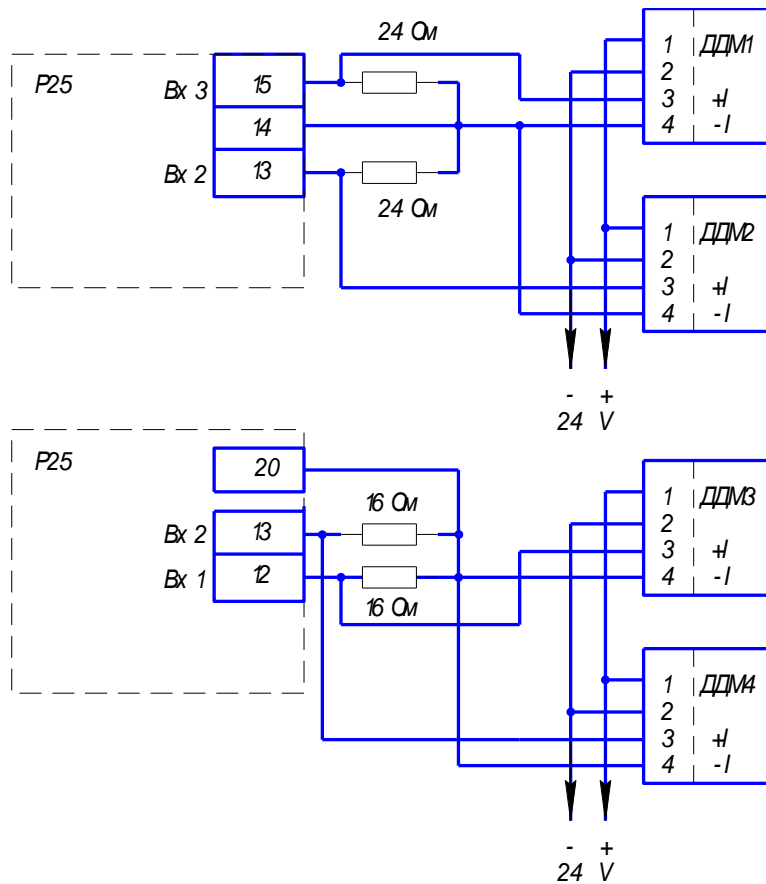 24 Ом
P25
Вх 3
15
14
Вх 2
13
24 Ом
1 ДДМ1
2
3 +I
4 -I
1 ДДМ2
2
3 +I
4 -I
- +
24 V
P25
20
16 Ом
Вх 2
13
Вх 1
12
16 Ом
1 ДДМ3
2
3 +I
4 -I
1 ДДМ4
2
3 +I
4 -I
- +
24 V